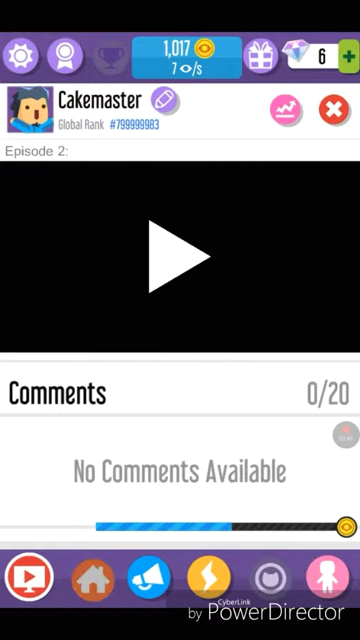 1,017
7 /s
6
Cakemaster
Global Rank #799999983
Episode 2:
Comments 0/20
No Comments Available
CyberLink
by PowerDirector